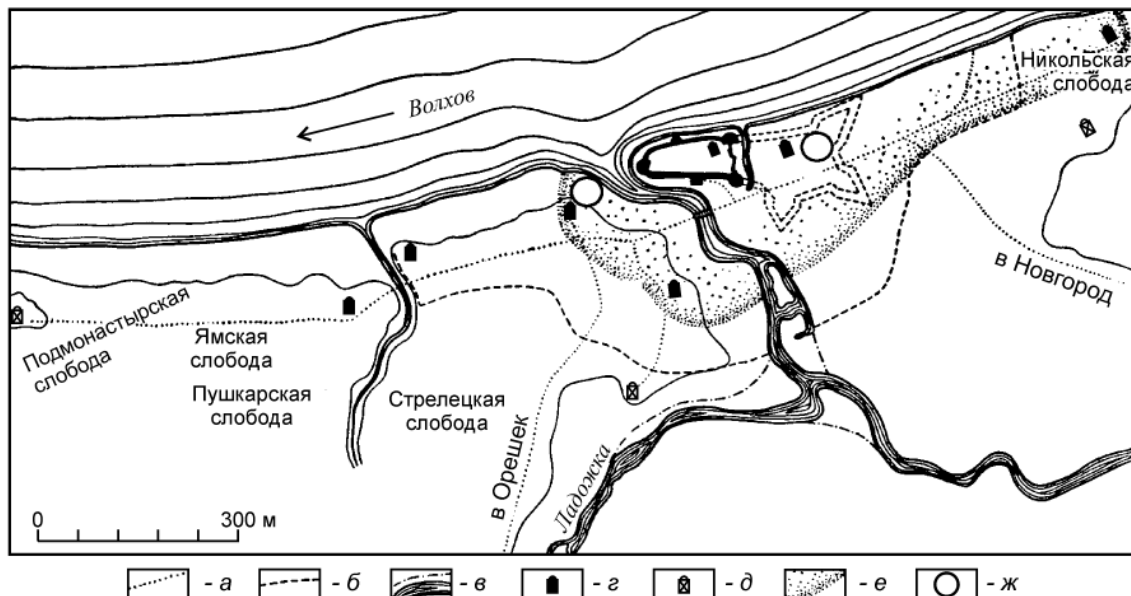 Волхов
Никольская
слобода
в Новгород
Подмонастырская
слобода
Ямская
слобода
Пушкарская
слобода
Стрелецкая
слобода
в Орешек
Ладожка
0 300 м
- а - б - в - г - д - е - ж